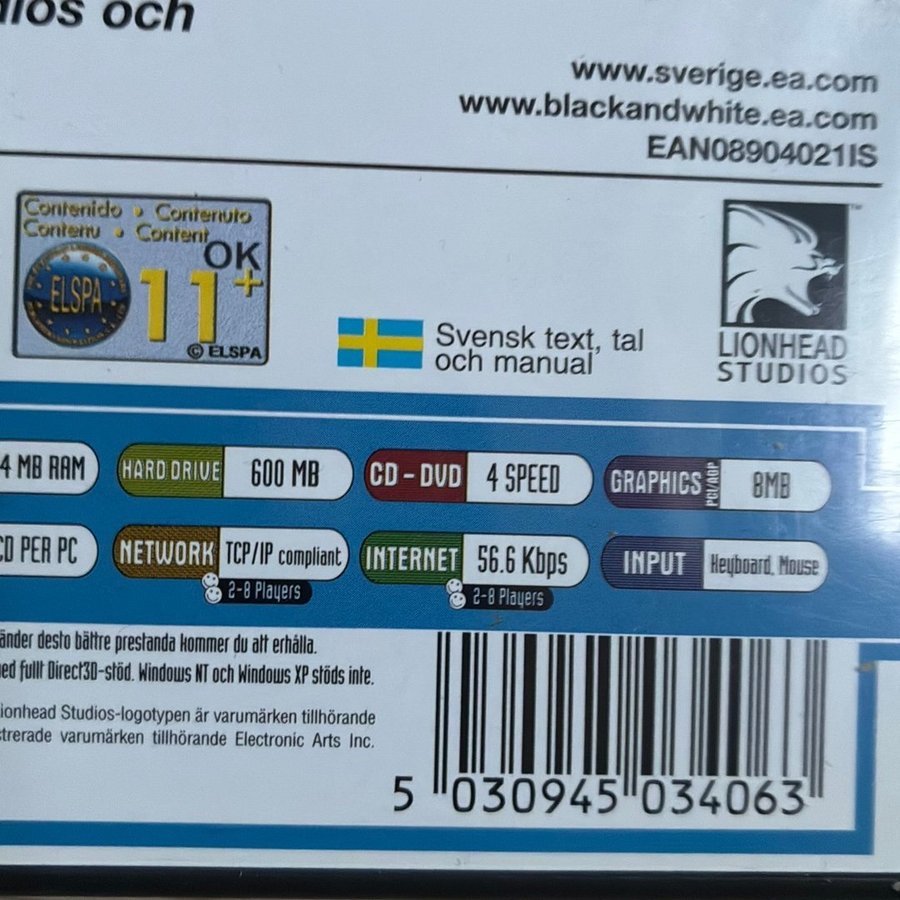 och
www.sverige.ea.com
www.blackandwhite.ea.com
EAN08904021IS
Contenido • Contenuto
Contenu • Content
OK
11+
ELSPA
© ELSPA
Svensk text, tal
och manual
LIONHEAD
STUDIOS
™
4 MB RAM
HARD DRIVE 600 MB
CD - DVD 4 SPEED
GRAPHICS PCI/AGP 8MB
CD PER PC
NETWORK TCP/IP compliant
2-8 Players
INTERNET 56.6 Kbps
2-8 Players
INPUT Keyboard, Mouse
änder desto bättre prestanda kommer du att erhålla.
ed fullt Direct3D-stöd. Windows NT och Windows XP stöds inte.
ionhead Studios-logotypen är varumärken tillhörande
strerade varumärken tillhörande Electronic Arts Inc.
5 030945 034063